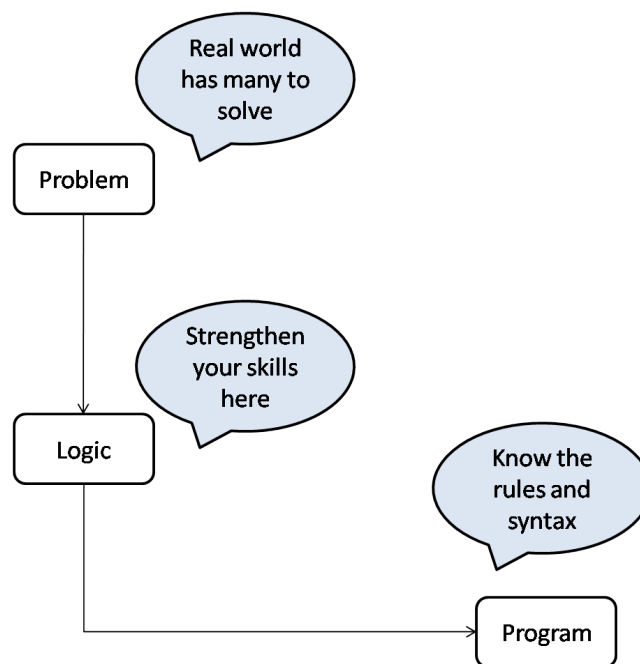 Real world
has many to
solve
Problem
Strengthen
your skills
here
Logic
Know the
rules and
syntax
Program